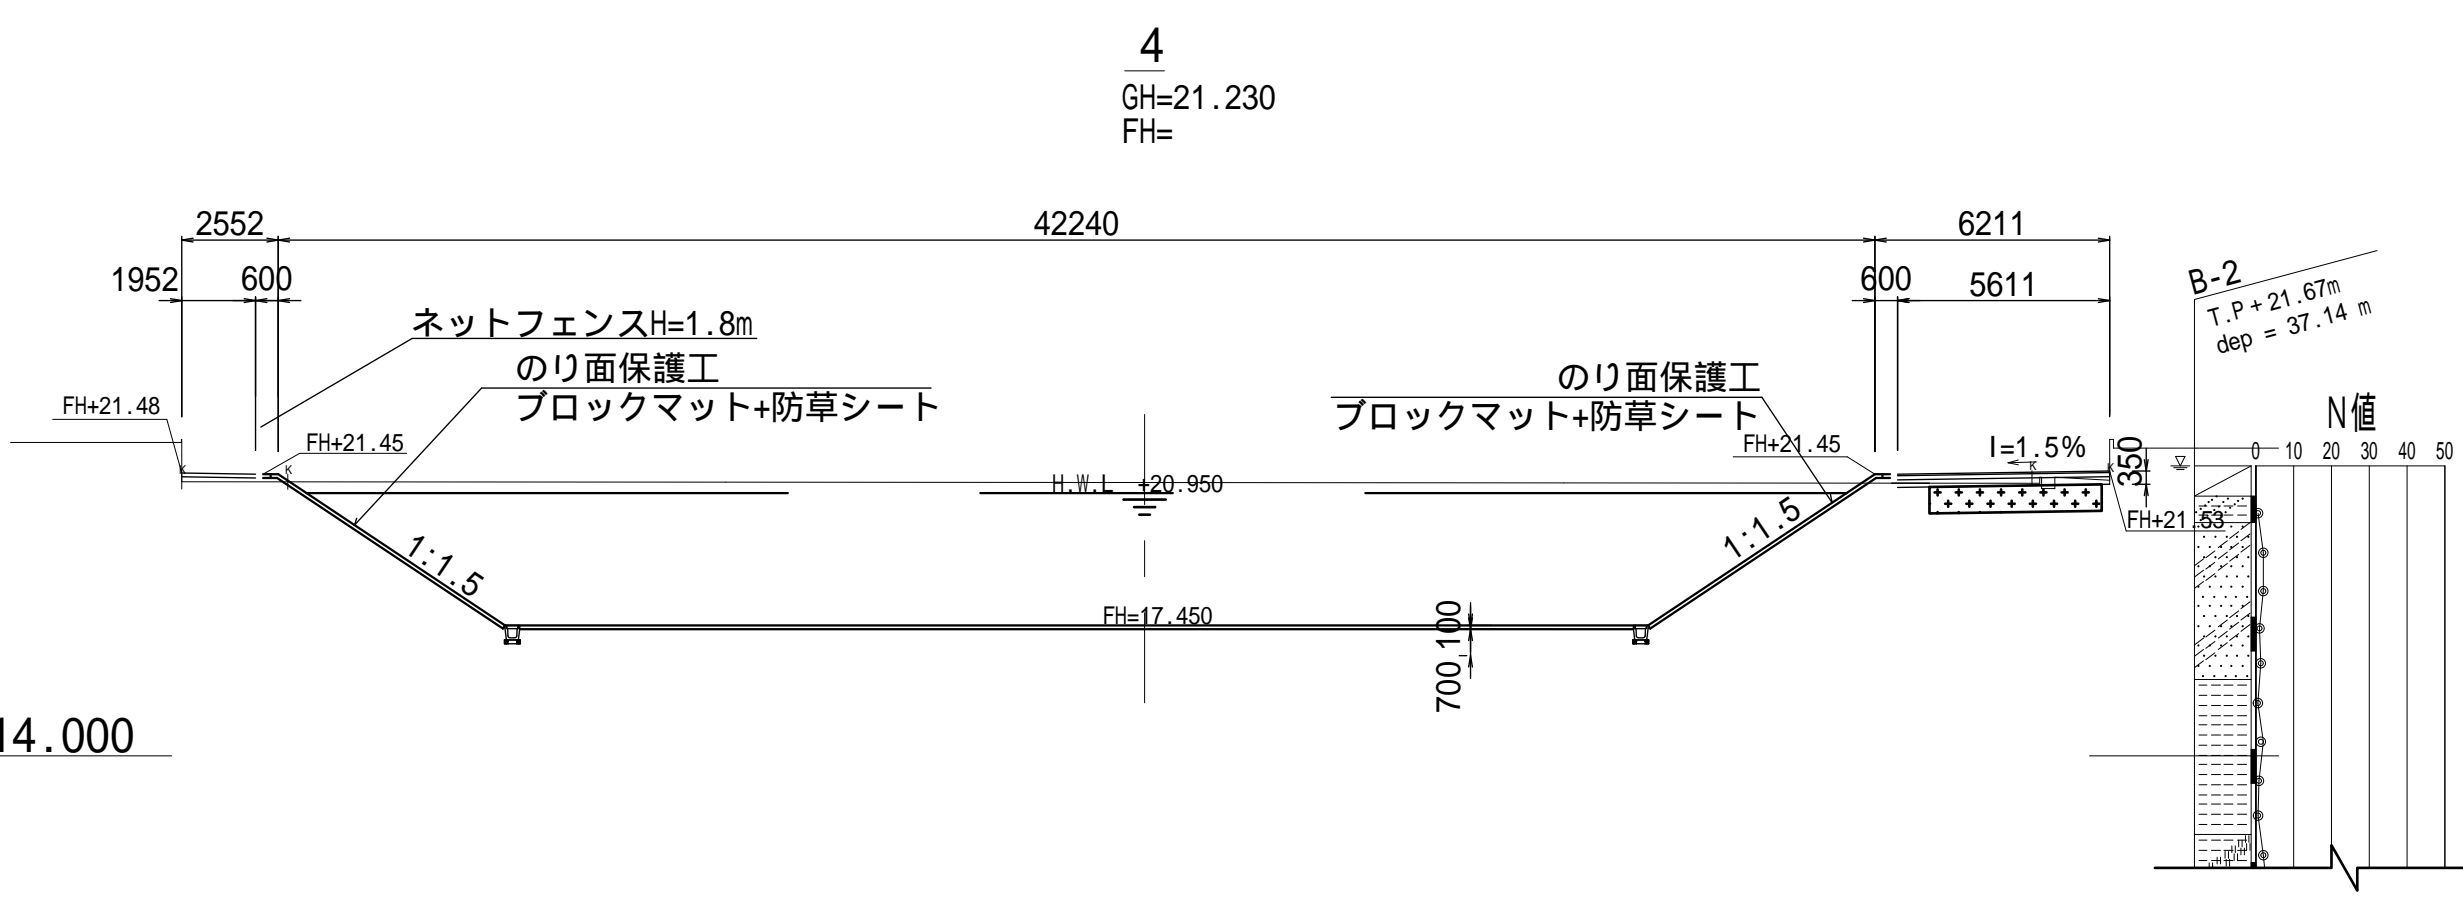 4
GH=21.230
FH=
2552
42240
6211
1952
600
600
5611
B-2
T.P+21.67m
dep = 37.14 m
ネットフェンスH=1.8m
のり面保護工
ブロックマット+防草シート
のり面保護工
ブロックマット+防草シート
N値
FH+21.48
FH+21.45
FH+21.45
I=1.5%
350
0 10 20 30 40 50
K
K
K
K
H.W.L +20.950
FH+21.53
1:1.5
1:1.5
FH=17.450
100
700
14.000